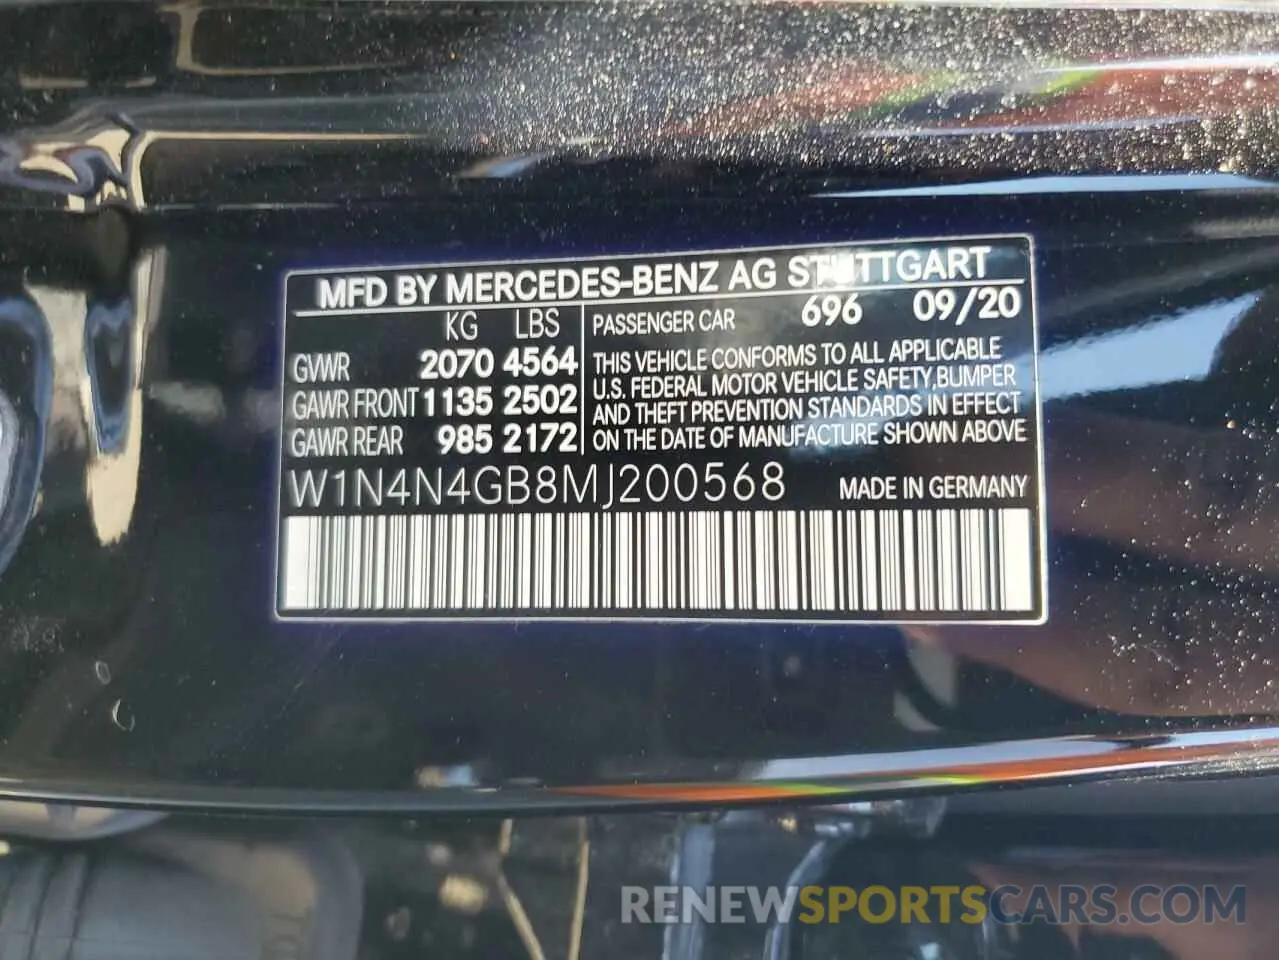 MFD BY MERCEDES-BENZ AG STUTTGART
KG LBS
GVWR 2070 4564
GAWR FRONT 1135 2502
GAWR REAR 985 2172
PASSENGER CAR 696 09/20
THIS VEHICLE CONFORMS TO ALL APPLICABLE
U.S. FEDERAL MOTOR VEHICLE SAFETY,BUMPER
AND THEFT PREVENTION STANDARDS IN EFFECT
ON THE DATE OF MANUFACTURE SHOWN ABOVE
W1N4N4GB8MJ200568 MADE IN GERMANY
RENEWSPORTSCARS.COM